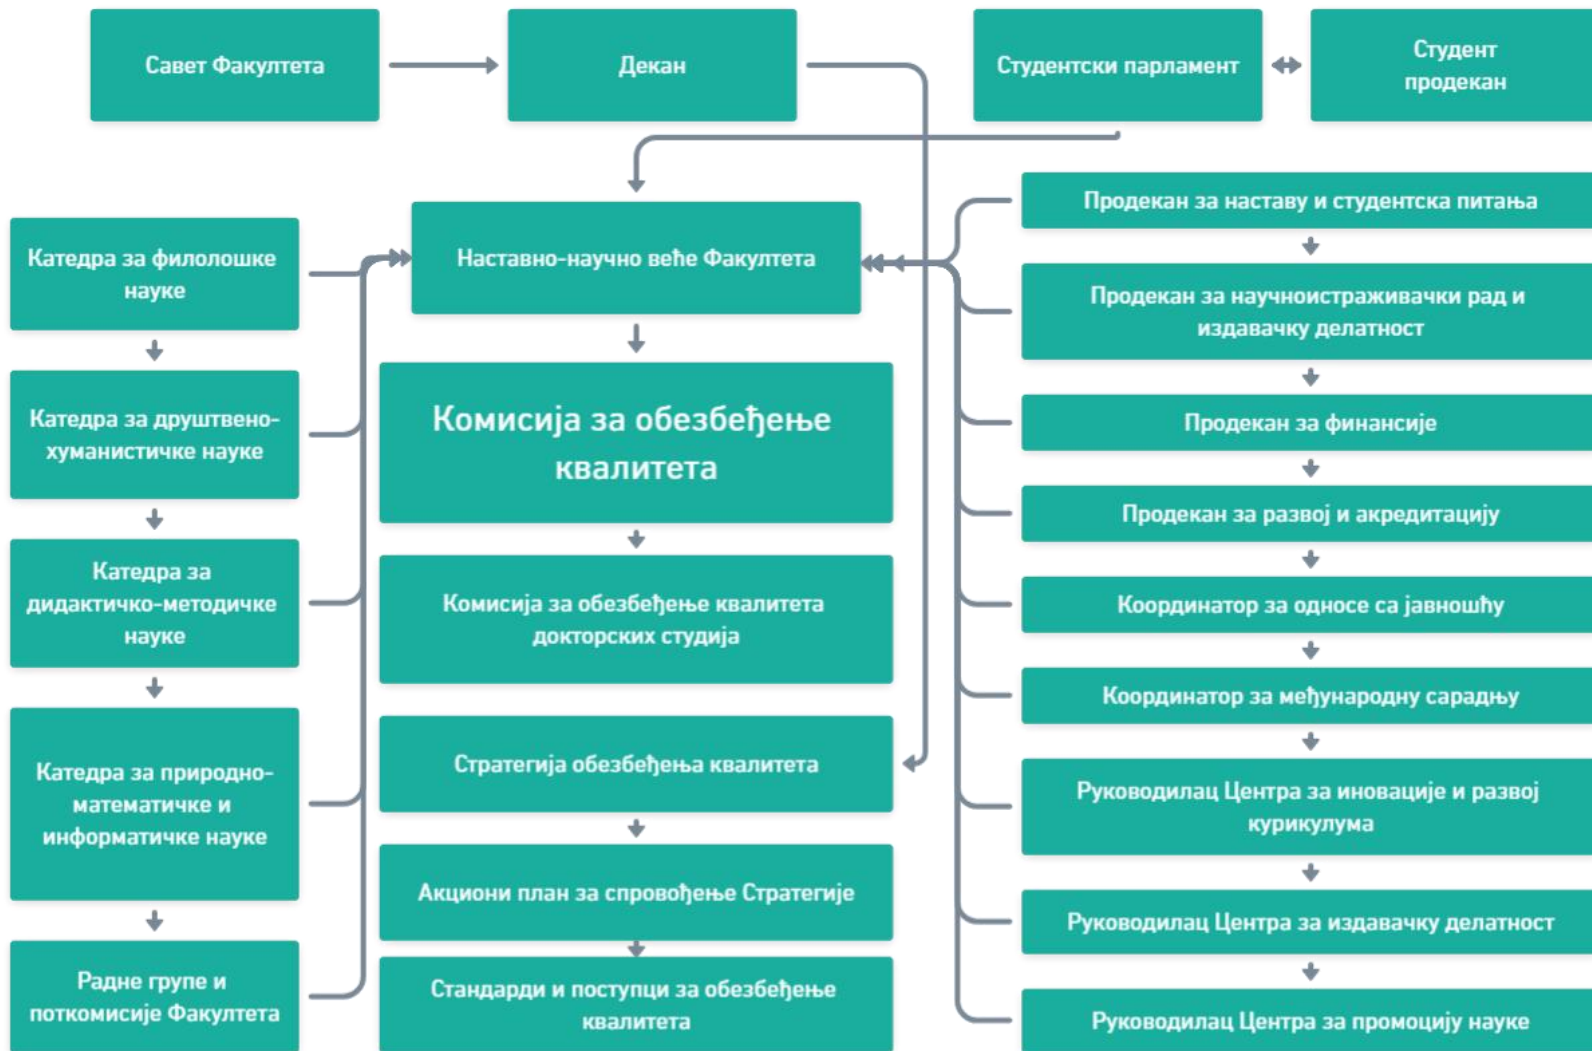 Савет Факултета
Декан
Студентски парламент
Студент
продекан
Катедра за филолошке
науке
Катедра за друштвено-
хуманистичке науке
Катедра за
дидактичко-методичке
науке
Катедра за природно-
математичке и
информатичке науке
Радне групе и
поткомисије Факултета
Наставно-научно веће Факултета
Комисија за обезбеђење
квалитета
Комисија за обезбеђење квалитета
докторских студија
Стратегија обезбеђења квалитета
Акциони план за спровођење Стратегије
Стандарди и поступци за обезбеђење
квалитета
Продекан за наставу и студентска питања
Продекан за научноистраживачки рад и
издавачку делатност
Продекан за финансије
Продекан за развој и акредитацију
Координатор за односе са јавношћу
Координатор за међународну сарадњу
Руководилац Центра за иновације и развој
курикулума
Руководилац Центра за издавачку делатност
Руководилац Центра за промоцију науке